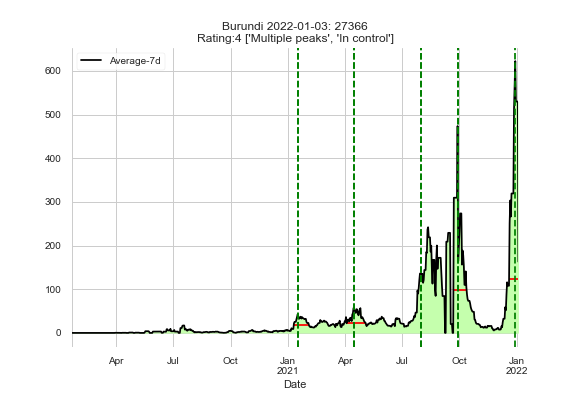 Burundi 2022-01-03: 27366
Rating:4 ['Multiple peaks', 'In control']
Average-7d
600
500
400
300
200
100
0
Apr Jul Oct Jan Apr Jul Oct Jan
2021 2022
Date